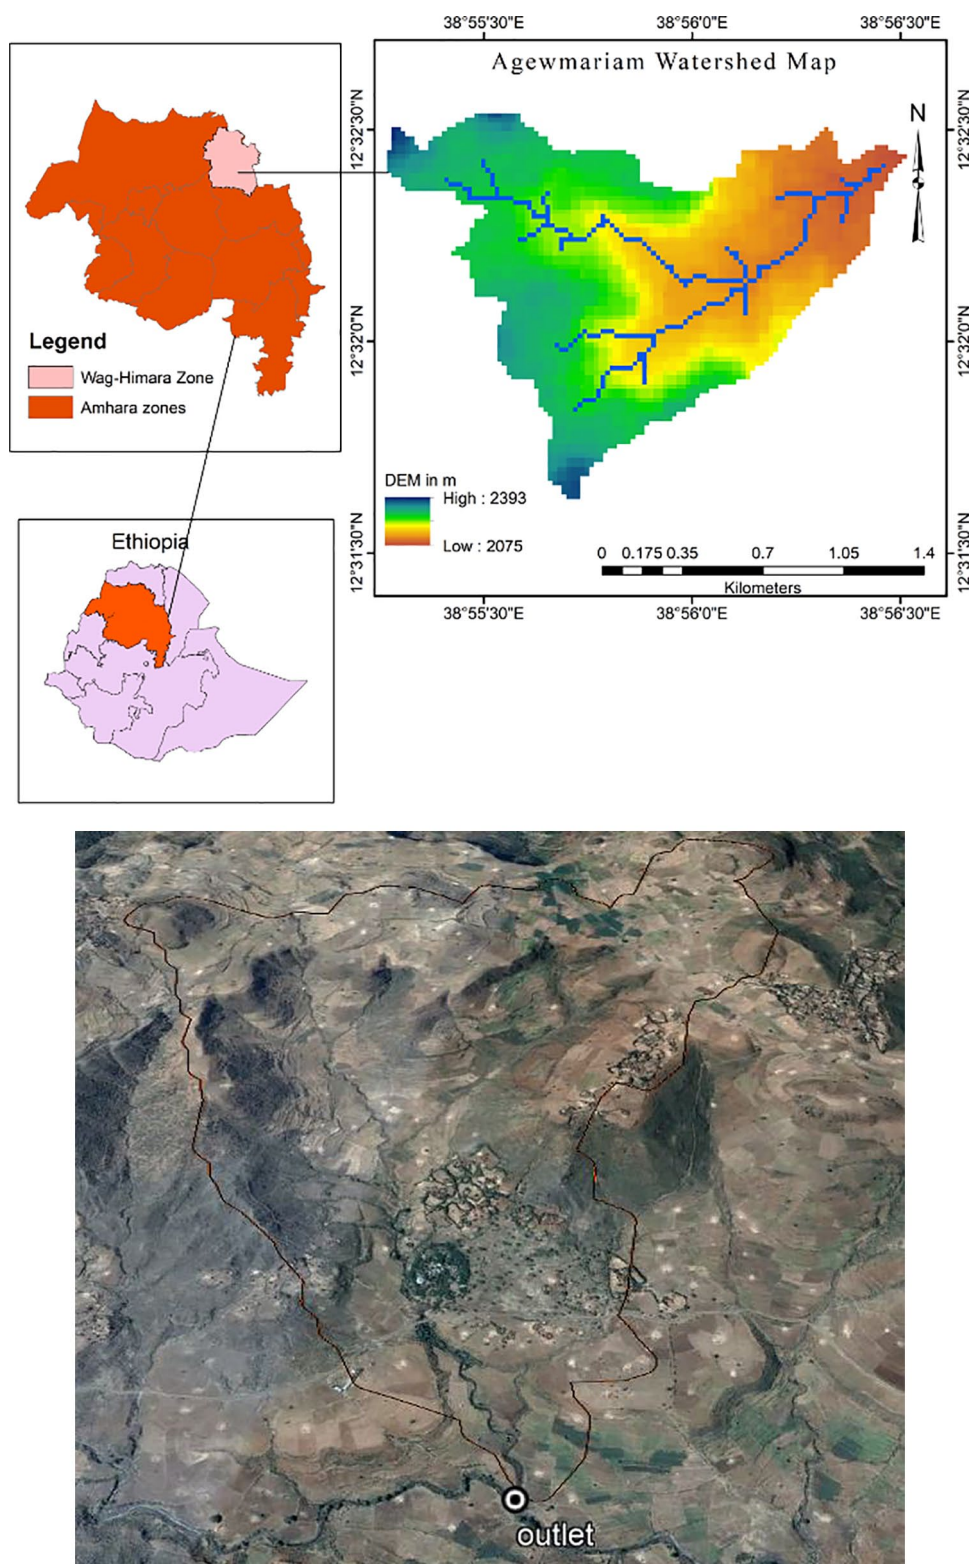 38°55'30"E 38°56'0"E 38°56'30"E
Agewmariam Watershed Map
N
12°32'30"N 12°32'30"N
12°32'0"N 12°32'0"N
12°31'30"N 12°31'30"N
Legend
Wag-Himara Zone
Amhara zones
DEM in m
High : 2393
Low : 2075
0 0.175 0.35 0.7 1.05 1.4
Kilometers
38°55'30"E 38°56'0"E 38°56'30"E
Ethiopia
outlet